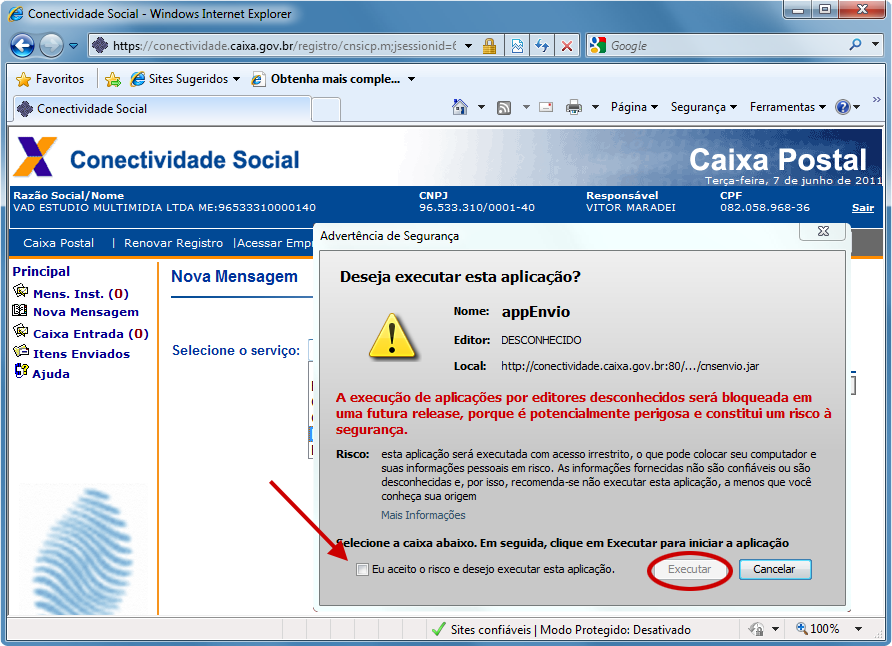 Conectividade Social - Windows Internet Explorer
https://conectividade.caixa.gov.br/registro/cnsicp.m;jsessionid=6
Google
Favoritos
Sites Sugeridos
Obtenha mais comple...
Conectividade Social
Página
Segurança
Ferramentas
Conectividade Social
Caixa Postal
Terça-feira, 7 de junho de 2011
Razão Social/Nome
CNPJ
Responsável
CPF
VAD ESTUDIO MULTIMIDIA LTDA ME:96533310000140
96.533.310/0001-40
VITOR MARADEI
082.058.968-36
Sair
Caixa Postal | Renovar Registro |Acessar Emp
Principal
Mens. Inst. (0)
Nova Mensagem
Caixa Entrada (0)
Itens Enviados
Ajuda
Nova Mensagem
Selecione o serviço:
Advertência de Segurança
Deseja executar esta aplicação?
Nome: appEnvio
Editor: DESCONHECIDO
Local: http://conectividade.caixa.gov.br:80/.../cnsenvio.jar
A execução de aplicações por editores desconhecidos será bloqueada em
uma futura release, porque é potencialmente perigosa e constitui um risco à
segurança.
Risco: esta aplicação será executada com acesso irrestrito, o que pode colocar seu computador e
suas informações pessoais em risco. As informações fornecidas não são confiáveis ou são
desconhecidas e, por isso, recomenda-se não executar esta aplicação, a menos que você
conheça sua origem
Mais Informações
Selecione a caixa abaixo. Em seguida, clique em Executar para iniciar a aplicação
Eu aceito o risco e desejo executar esta aplicação.
Executar
Cancelar
Sites confiáveis | Modo Protegido: Desativado
100%